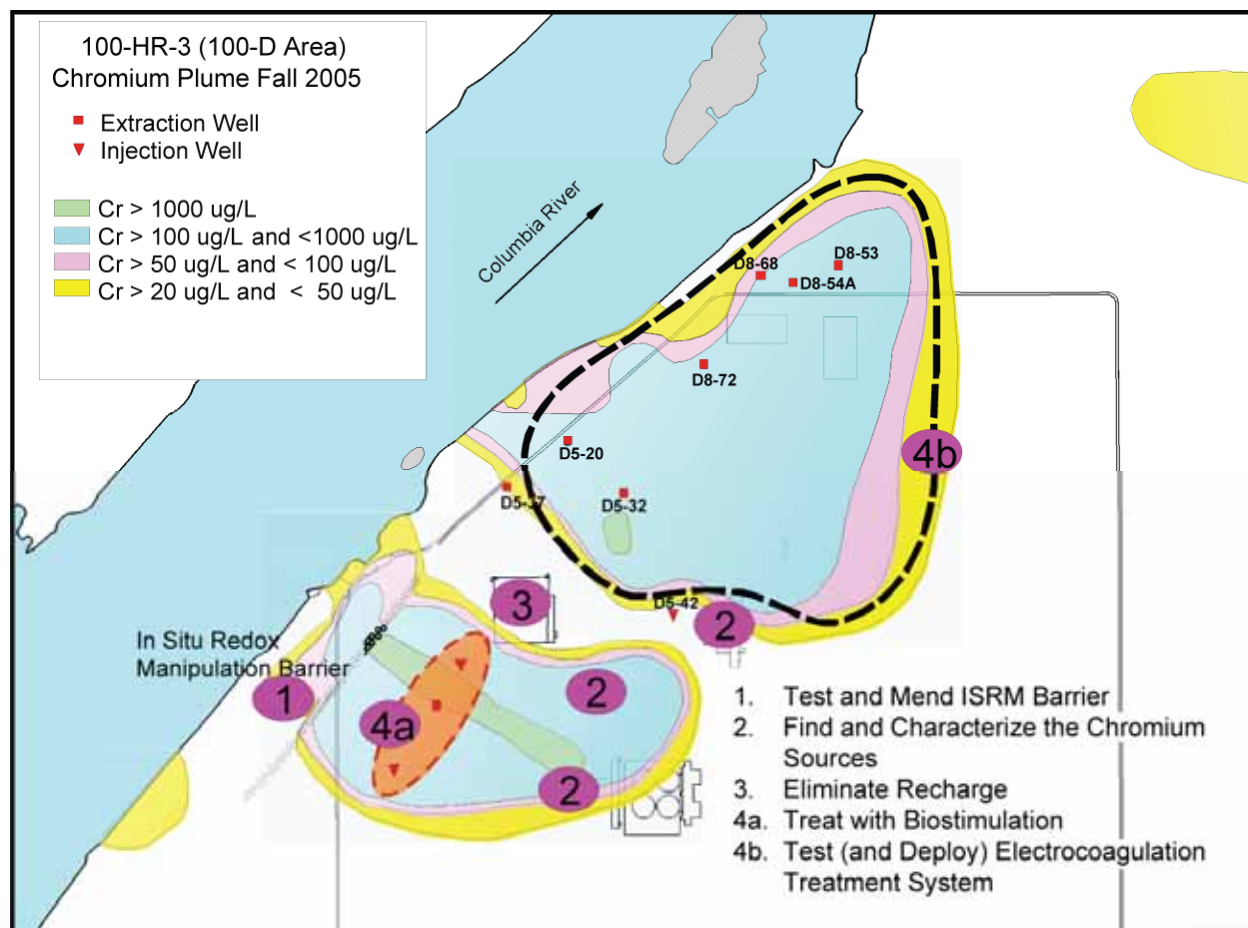 100-HR-3 (100-D Area)
Chromium Plume Fall 2005
Extraction Well
Injection Well
Cr > 1000 ug/L
Cr > 100 ug/L and <1000 ug/L
Cr > 50 ug/L and < 100 ug/L
Cr > 20 ug/L and < 50 ug/L
Columbia River
D8-53
D8-68
D8-54A
D8-72
D5-20
4b
D5-37
D5-32
3
D5-42
2
In Situ Redox
Manipulation Barrier
1
2
4a
2
1. Test and Mend ISRM Barrier
2. Find and Characterize the Chromium
Sources
3. Eliminate Recharge
4a. Treat with Biostimulation
4b. Test (and Deploy) Electrocoagulation
Treatment System